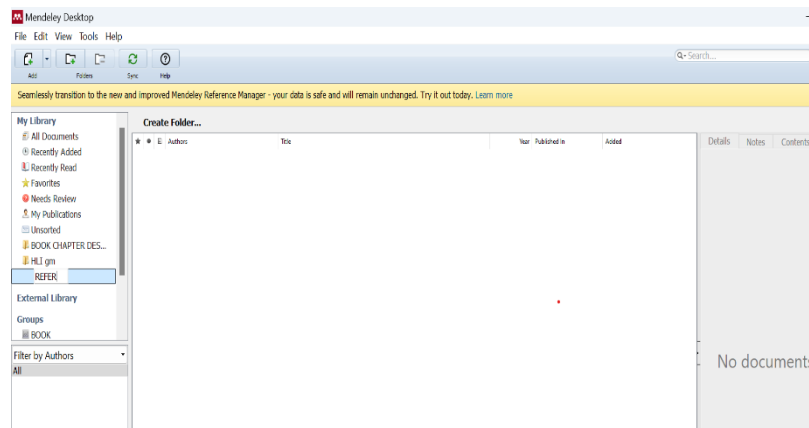 Mendeley Desktop
File Edit View Tools Help
Search...
Add Folders Sync Help
Seamlessly transition to the new and improved Mendeley Reference Manager - your data is safe and will remain unchanged. Try it out today. Learn more
My Library
All Documents
Recently Added
Recently Read
Favorites
Needs Review
My Publications
Unsorted
BOOK CHAPTER DES...
HLI gm
REFER
External Library
Groups
BOOK
Filter by Authors
All
Create Folder...
Authors Title Year Published In Added
Details Notes Contents
No documents